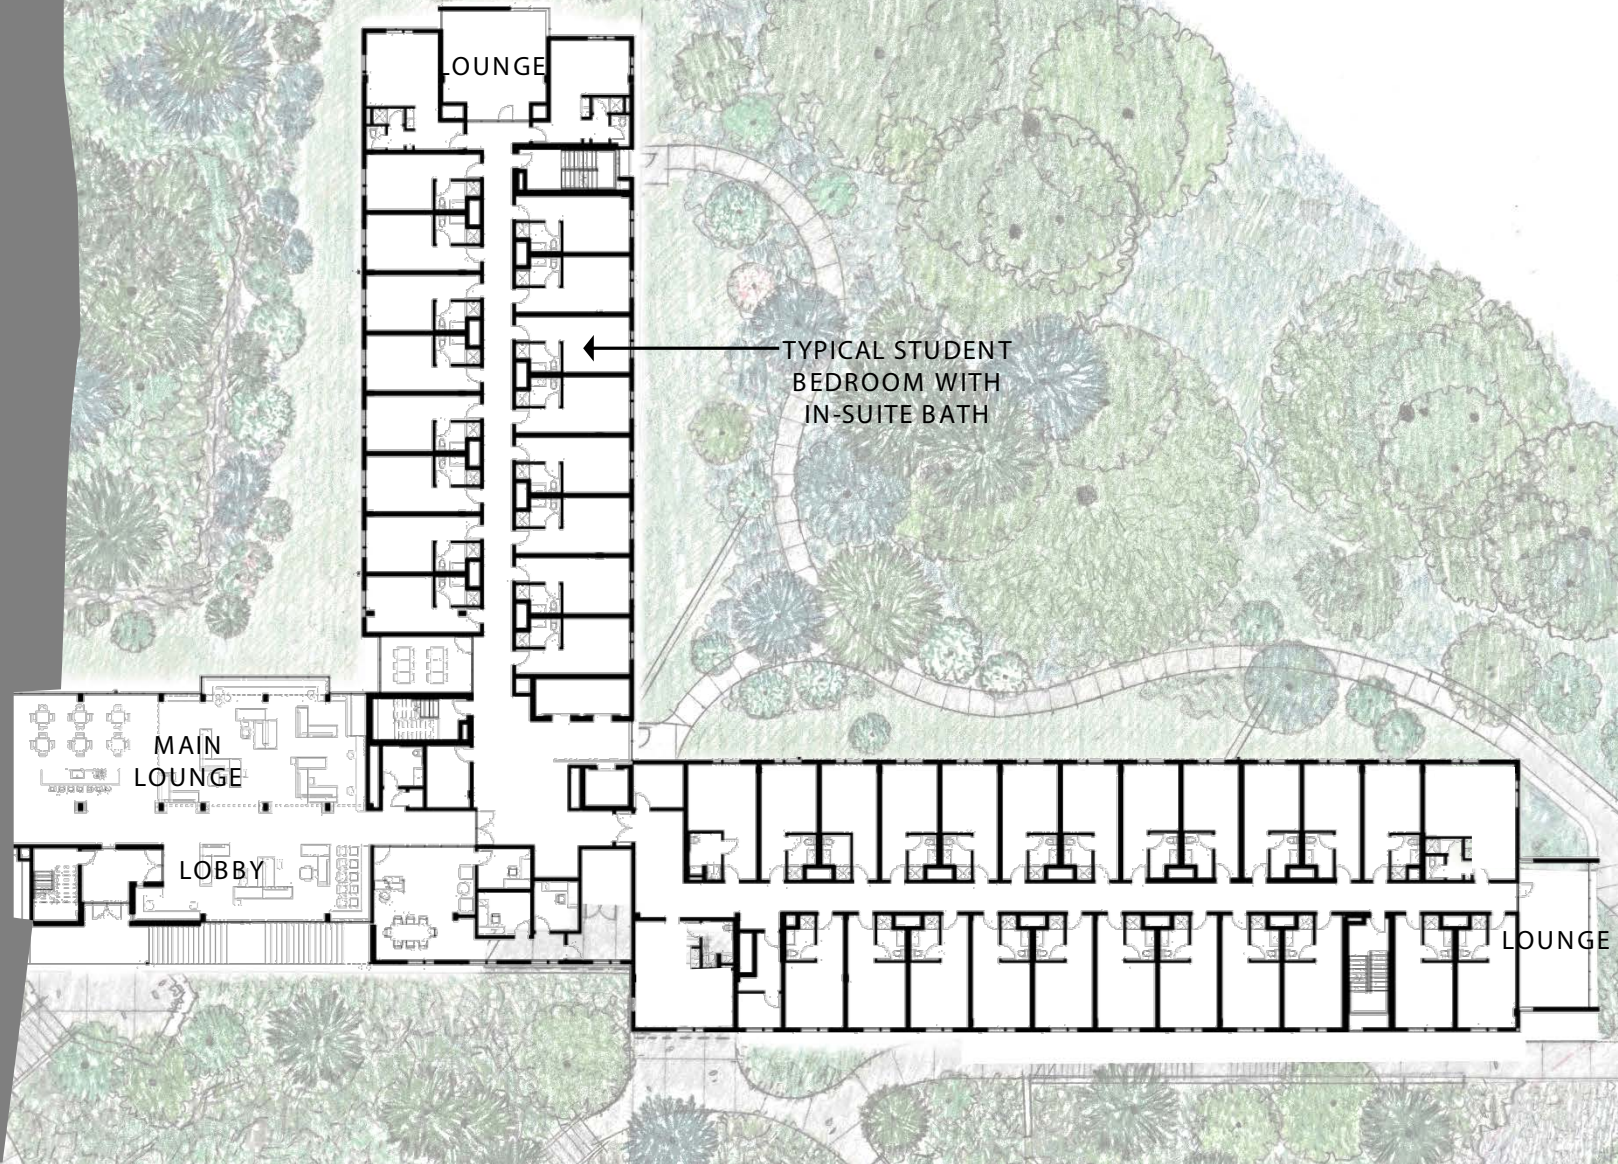 LOUNGE
TYPICAL STUDENT
BEDROOM WITH
IN-SUITE BATH
MAIN
LOUNGE
LOBBY
LOUNGE